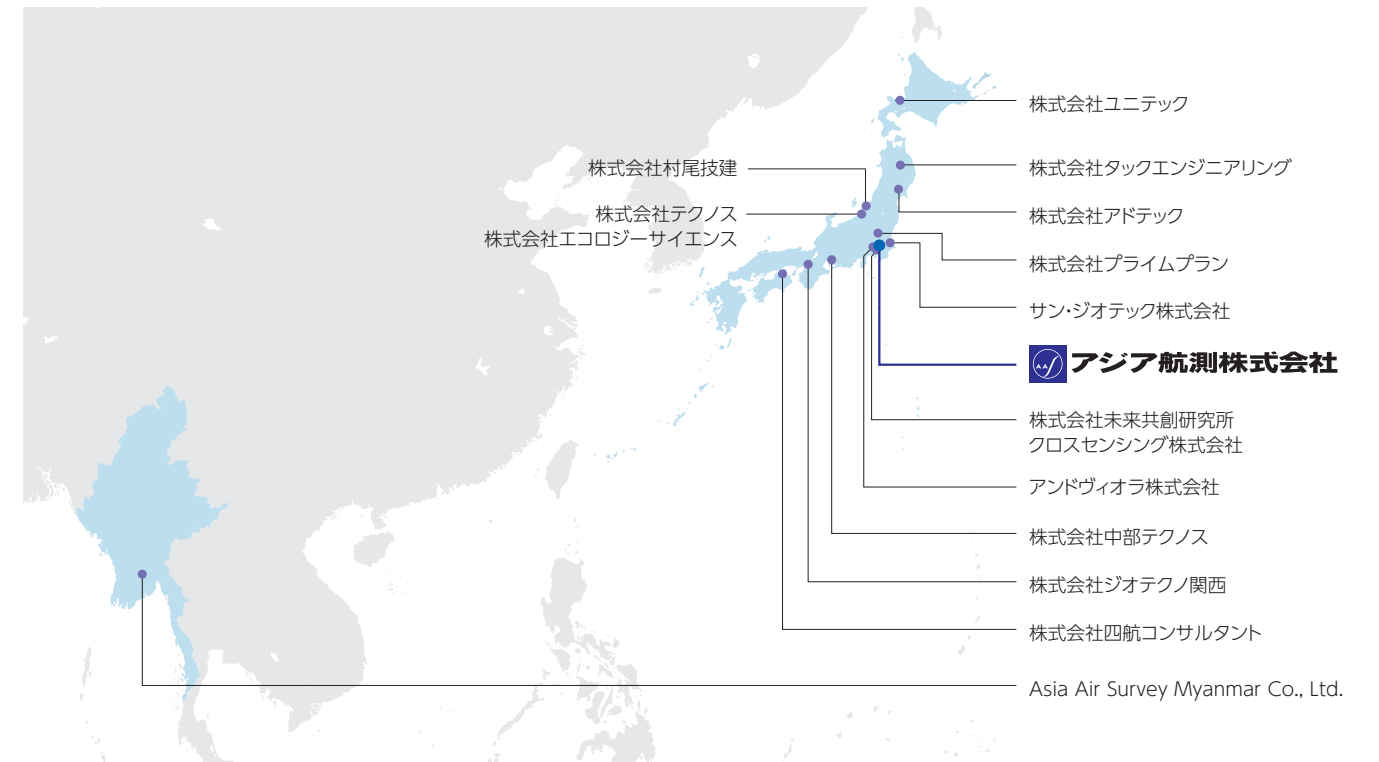 株式会社ユニテック
株式会社村尾技建
株式会社タックエンジニアリング
株式会社テクノス
株式会社アドテック
株式会社エコロジーサイエンス
株式会社プライムプラン
サン・ジオテック株式会社
AAS アジア航測株式会社
株式会社未来共創研究所
クロスセンシング株式会社
アンドヴィオラ株式会社
株式会社中部テクノス
株式会社ジオテクノ関西
株式会社四航コンサルタント
Asia Air Survey Myanmar Co., Ltd.